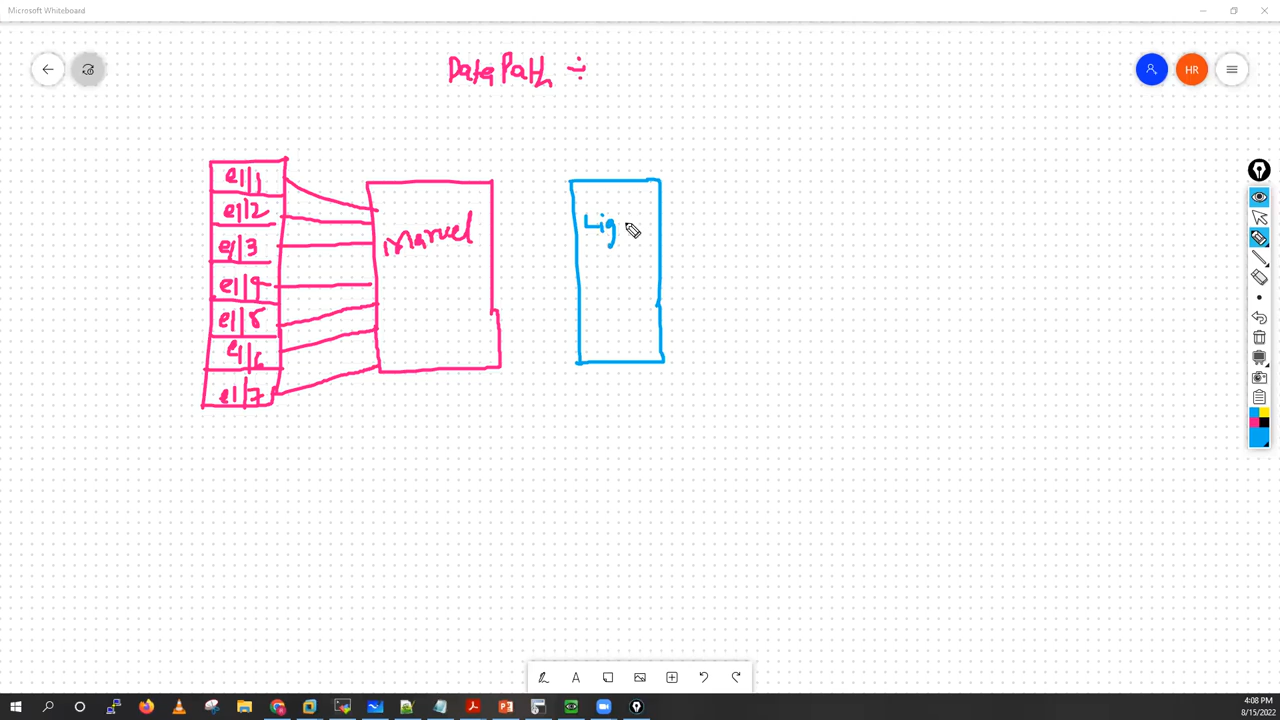 Microsoft Whiteboard
HR
Data Path ÷
e1|1
e1|2
e1|3
e1|4
e1|5
e1|6
e1|7
Marvel
Lig
A
4:08 PM
8/15/2022